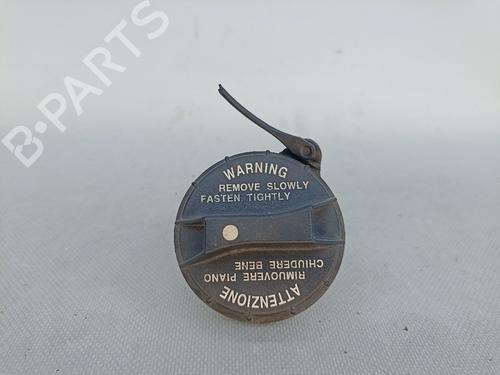 B-PARTS
WARNING
REMOVE SLOWLY
FASTEN TIGHTLY
ATTENZIONE
RIMUOVERE PIANO
CHIUDERE BENE